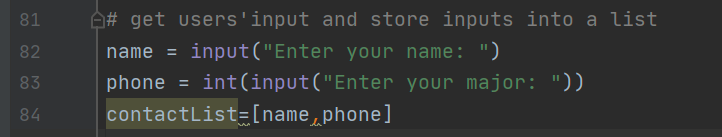 81 # get users'input and store inputs into a list
82 name = input("Enter your name: ")
83 phone = int(input("Enter your major: "))
84 contactList=[name,phone]